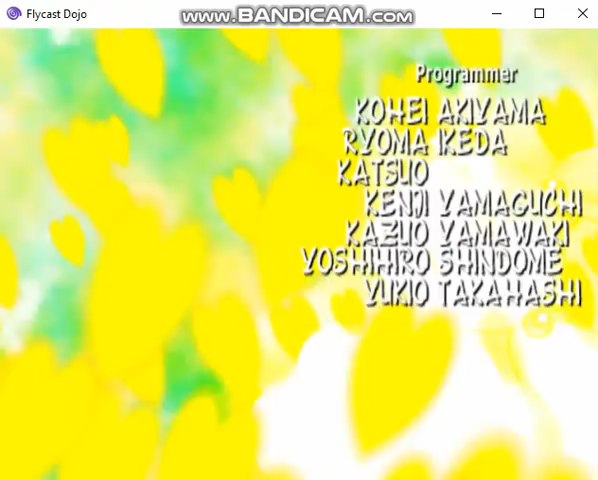 Flycast Dojo
www.BANDICAM.com
Programmer
KOHEI AKIYAMA
RYOMA IKEDA
KATSUO
KENJI YAMAGUCHI
KAZUO YAMAWAKI
YOSHIHIRO SHINDOME
YUKIO TAKAHASHI